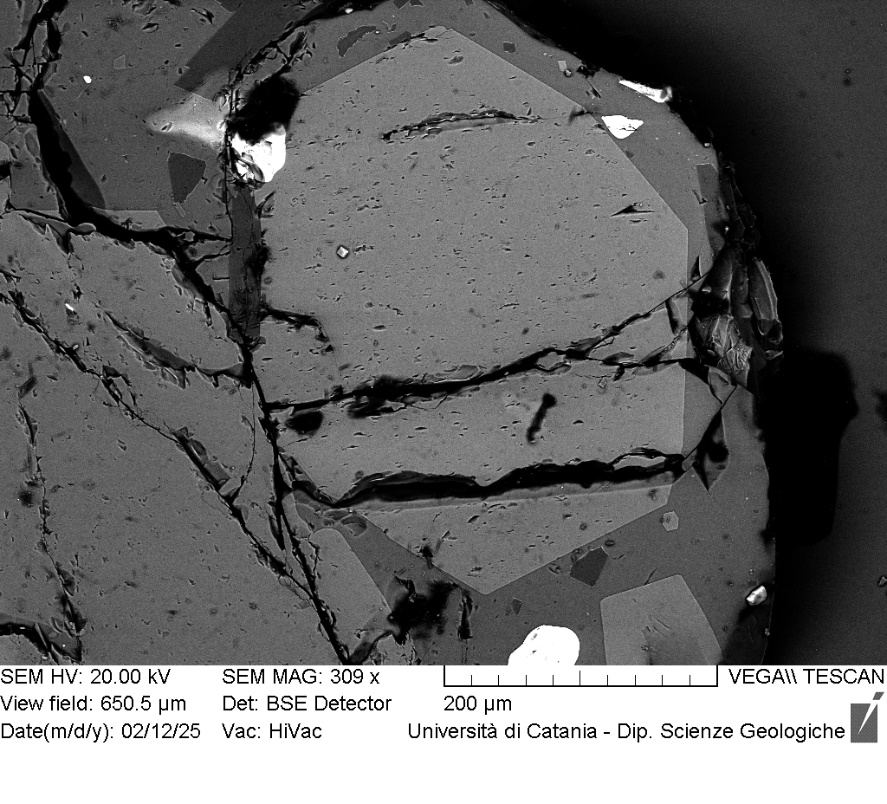 SEM HV: 20.00 kV SEM MAG: 309 x VEGA\\ TESCAN
View field: 650.5 µm Det: BSE Detector 200 µm
Date(m/d/y): 02/12/25 Vac: HiVac Università di Catania - Dip. Scienze Geologiche